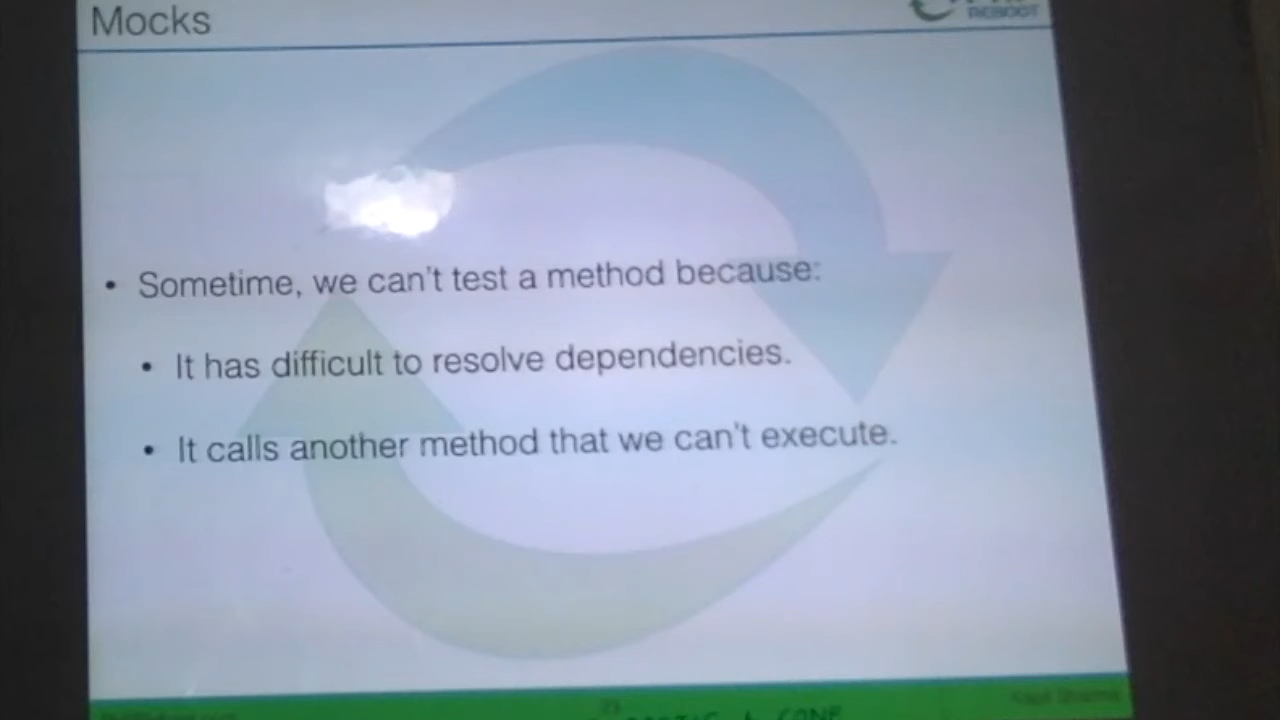 Mocks
REBOOT
• Sometime, we can't test a method because:
• It has difficult to resolve dependencies.
• It calls another method that we can't execute.